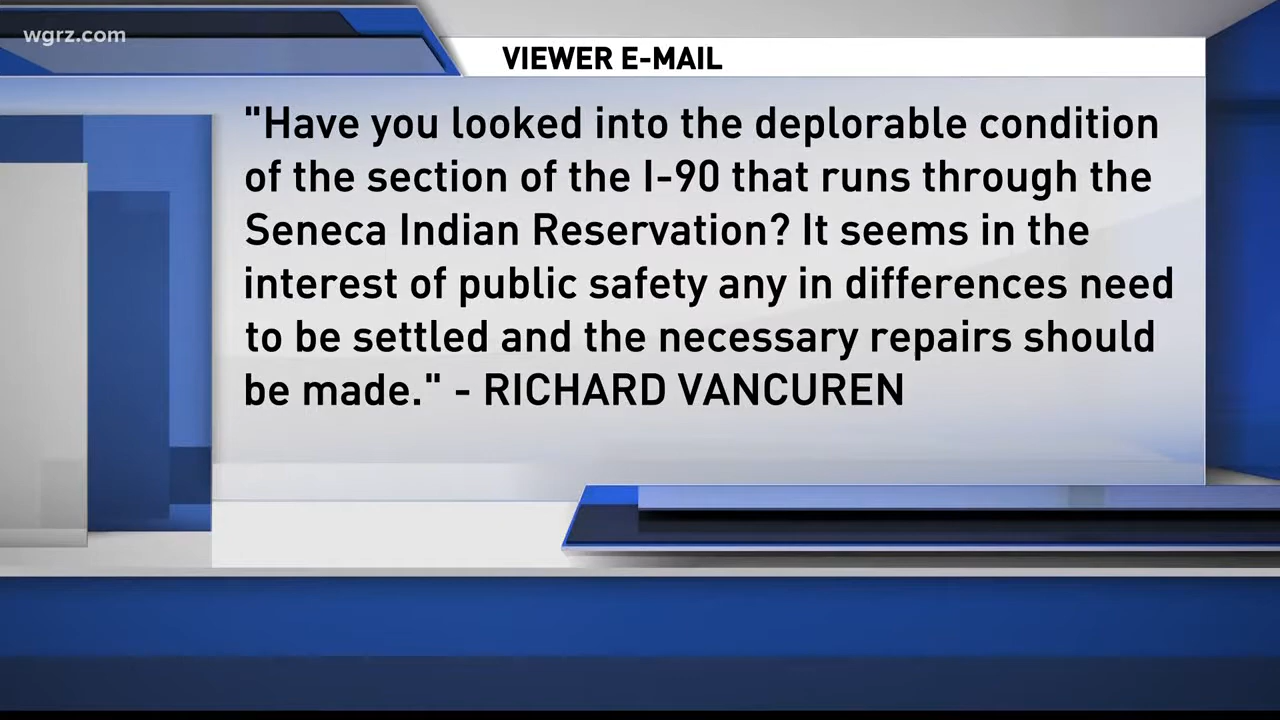 wgrz.com
VIEWER E-MAIL
"Have you looked into the deplorable condition
of the section of the I-90 that runs through the
Seneca Indian Reservation? It seems in the
interest of public safety any in differences need
to be settled and the necessary repairs should
be made." - RICHARD VANCUREN